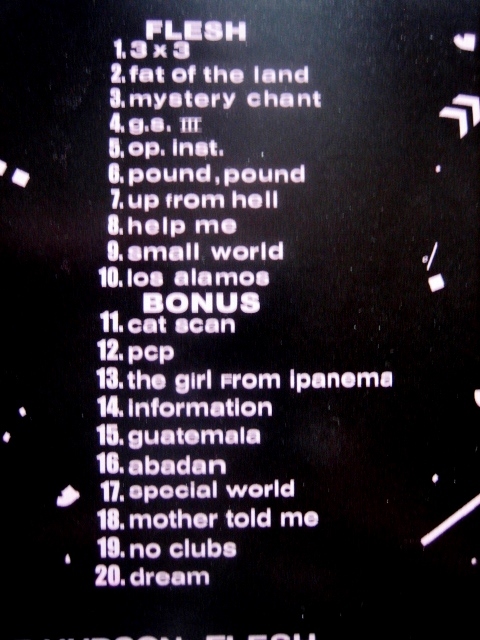 FLESH
1. 3 x 3
2. fat of the land
3. mystery chant
4. g.s. III
5. op. inst.
6. pound, pound
7. up from hell
8. help me
9. small world
10. los alamos
BONUS
11. cat scan
12. pcp
13. the girl from ipanema
14. information
15. guatemala
16. abadan
17. special world
18. mother told me
19. no clubs
20. dream
FLESH